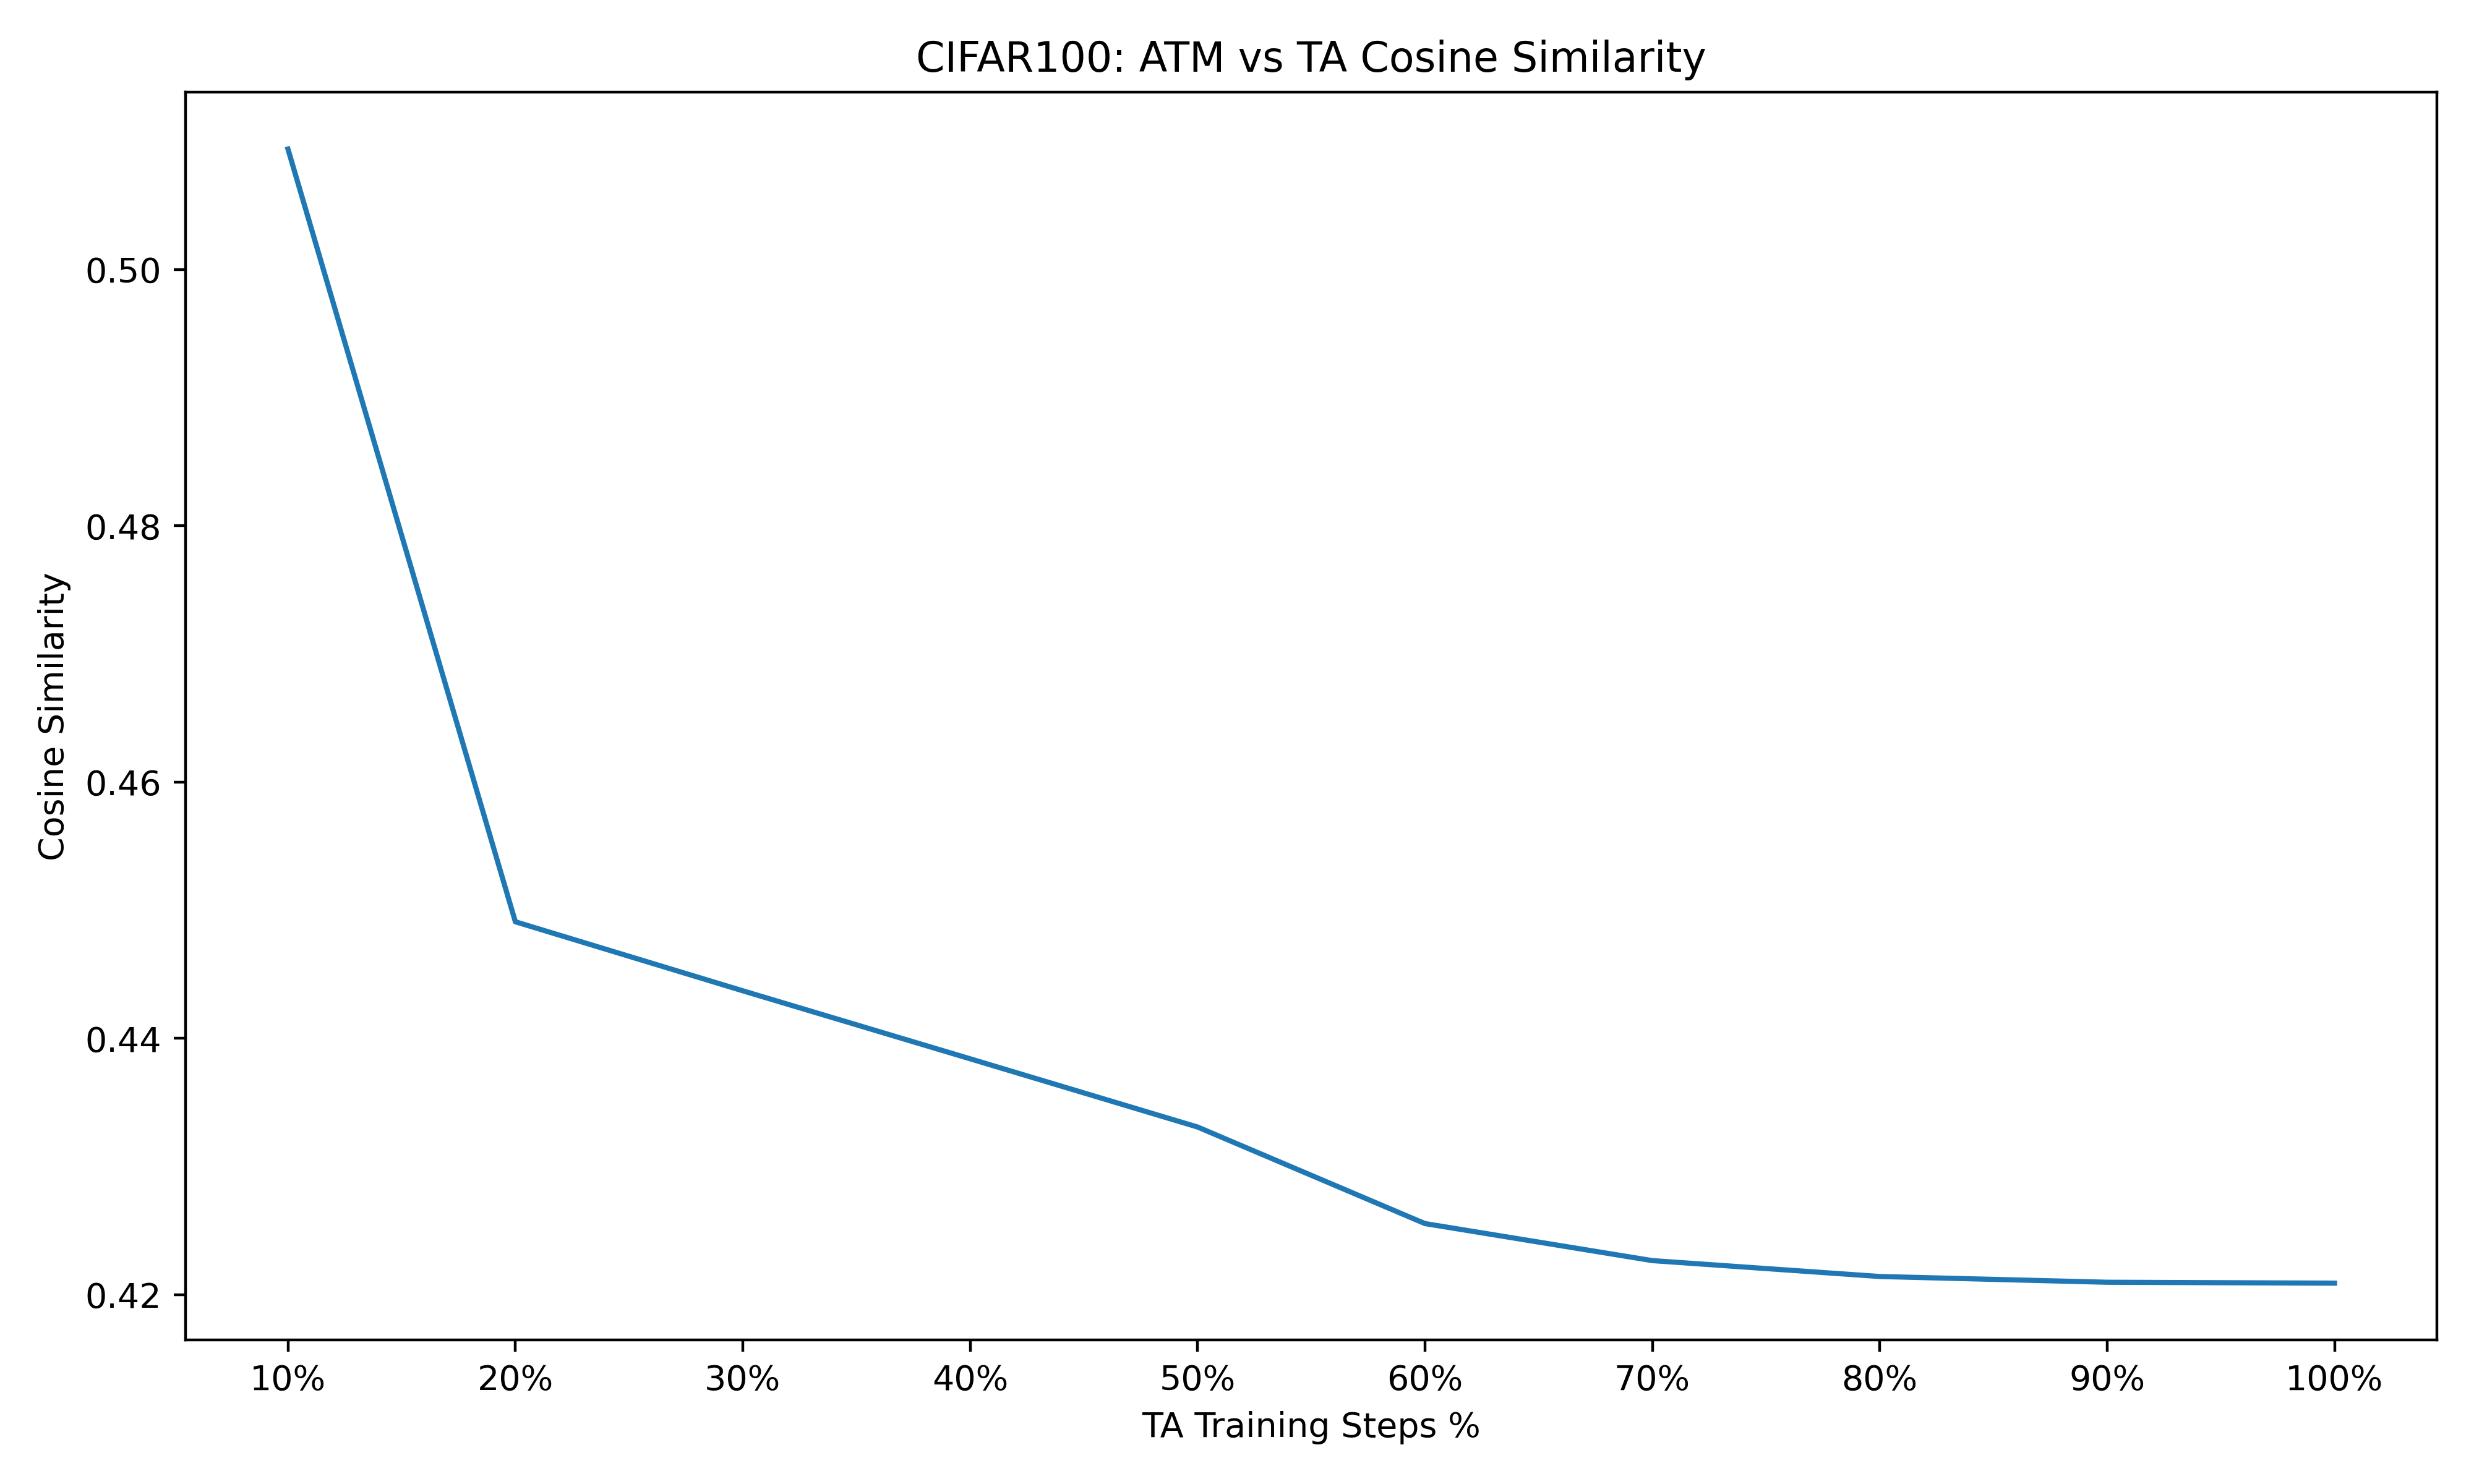 CIFAR100: ATM vs TA Cosine Similarity
Cosine Similarity
0.50
0.48
0.46
0.44
0.42
10% 20% 30% 40% 50% 60% 70% 80% 90% 100%
TA Training Steps %